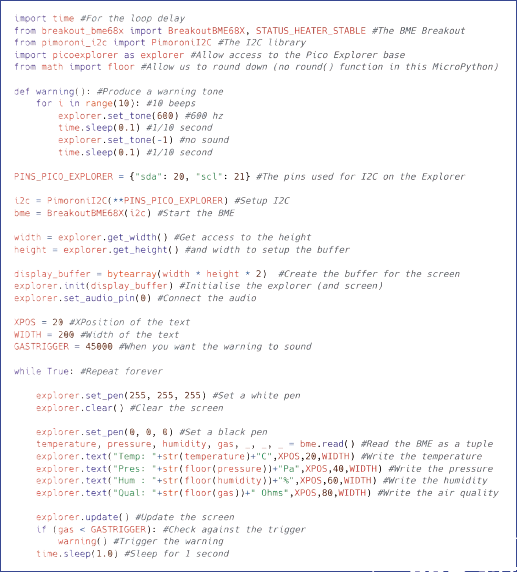 import time #For the loop delay
from breakout_bme68x import BreakoutBME68X, STATUS_HEATER_STABLE #The BME Breakout
from pimoroni_i2c import PimoroniI2C #The I2C library
import picoexplorer as explorer #Allow access to the Pico Explorer base
from math import floor #Allow us to round down (no round() function in this MicroPython)
def warning(): #Produce a warning tone
for i in range(10): #10 beeps
explorer.set_tone(600) #600 hz
time.sleep(0.1) #1/10 second
explorer.set_tone(-1) #no sound
time.sleep(0.1) #1/10 second
PINS_PICO_EXPLORER = {"sda": 20, "scl": 21} #The pins used for I2C on the Explorer
i2c = PimoroniI2C(**PINS_PICO_EXPLORER) #Setup I2C
bme = BreakoutBME68X(i2c) #Start the BME
width = explorer.get_width() #Get access to the height
height = explorer.get_height() #and width to setup the buffer
display_buffer = bytearray(width * height * 2) #Create the buffer for the screen
explorer.init(display_buffer) #Initialise the explorer (and screen)
explorer.set_audio_pin(0) #Connect the audio
XPOS = 20 #XPosition of the text
WIDTH = 200 #Width of the text
GASTRIGGER = 45000 #When you want the warning to sound
while True: #Repeat forever
explorer.set_pen(255, 255, 255) #Set a white pen
explorer.clear() #Clear the screen
explorer.set_pen(0, 0, 0) #Set a black pen
temperature, pressure, humidity, gas, _, _, _ = bme.read() #Read the BME as a tuple
explorer.text("Temp: "+str(temperature)+"C",XPOS,20,WIDTH) #Write the temperature
explorer.text("Pres: "+str(floor(pressure))+"Pa",XPOS,40,WIDTH) #Write the pressure
explorer.text("Hum : "+str(floor(humidity))+"%",XPOS,60,WIDTH) #Write the humidity
explorer.text("Qual: "+str(floor(gas))+" Ohms",XPOS,80,WIDTH) #Write the air quality
explorer.update() #Update the screen
if (gas < GASTRIGGER): #Check against the trigger
warning() #Trigger the warning
time.sleep(1.0) #Sleep for 1 second